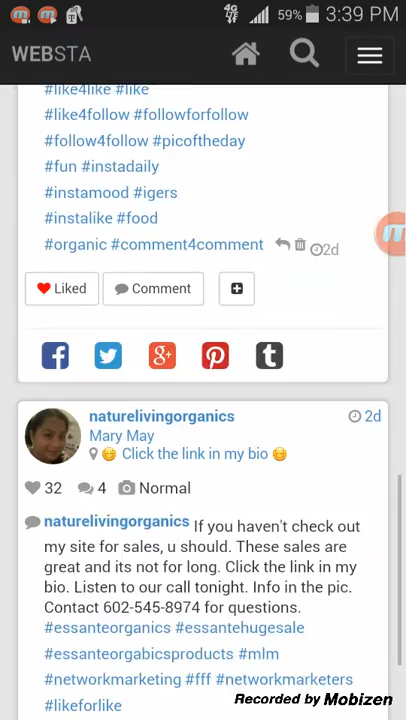 59% 3:39 PM
WEBSTA
#like4like #like
#like4follow #followforfollow
#follow4follow #picoftheday
#fun #instadaily
#instamood #igers
#instalike #food
#organic #comment4comment 2d
Liked Comment
naturelivingorganics 2d
Mary May
Click the link in my bio
32 4 Normal
naturelivingorganics If you haven't check out
my site for sales, u should. These sales are
great and its not for long. Click the link in my
bio. Listen to our call tonight. Info in the pic.
Contact 602-545-8974 for questions.
#essanteorganics #essantehugesale
#essanteorgabicsproducts #mlm
#networkmarketing #fff #networkmarketers
#likeforlike
Recorded by Mobizen